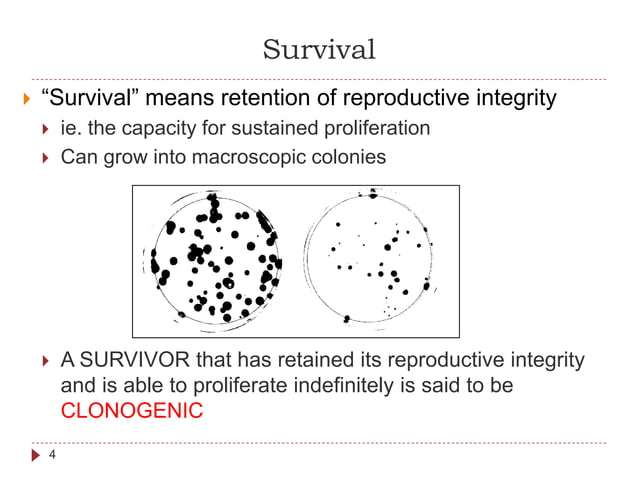 Survival
“Survival” means retention of reproductive integrity
ie. the capacity for sustained proliferation
Can grow into macroscopic colonies
A SURVIVOR that has retained its reproductive integrity
and is able to proliferate indefinitely is said to be
CLONOGENIC
4